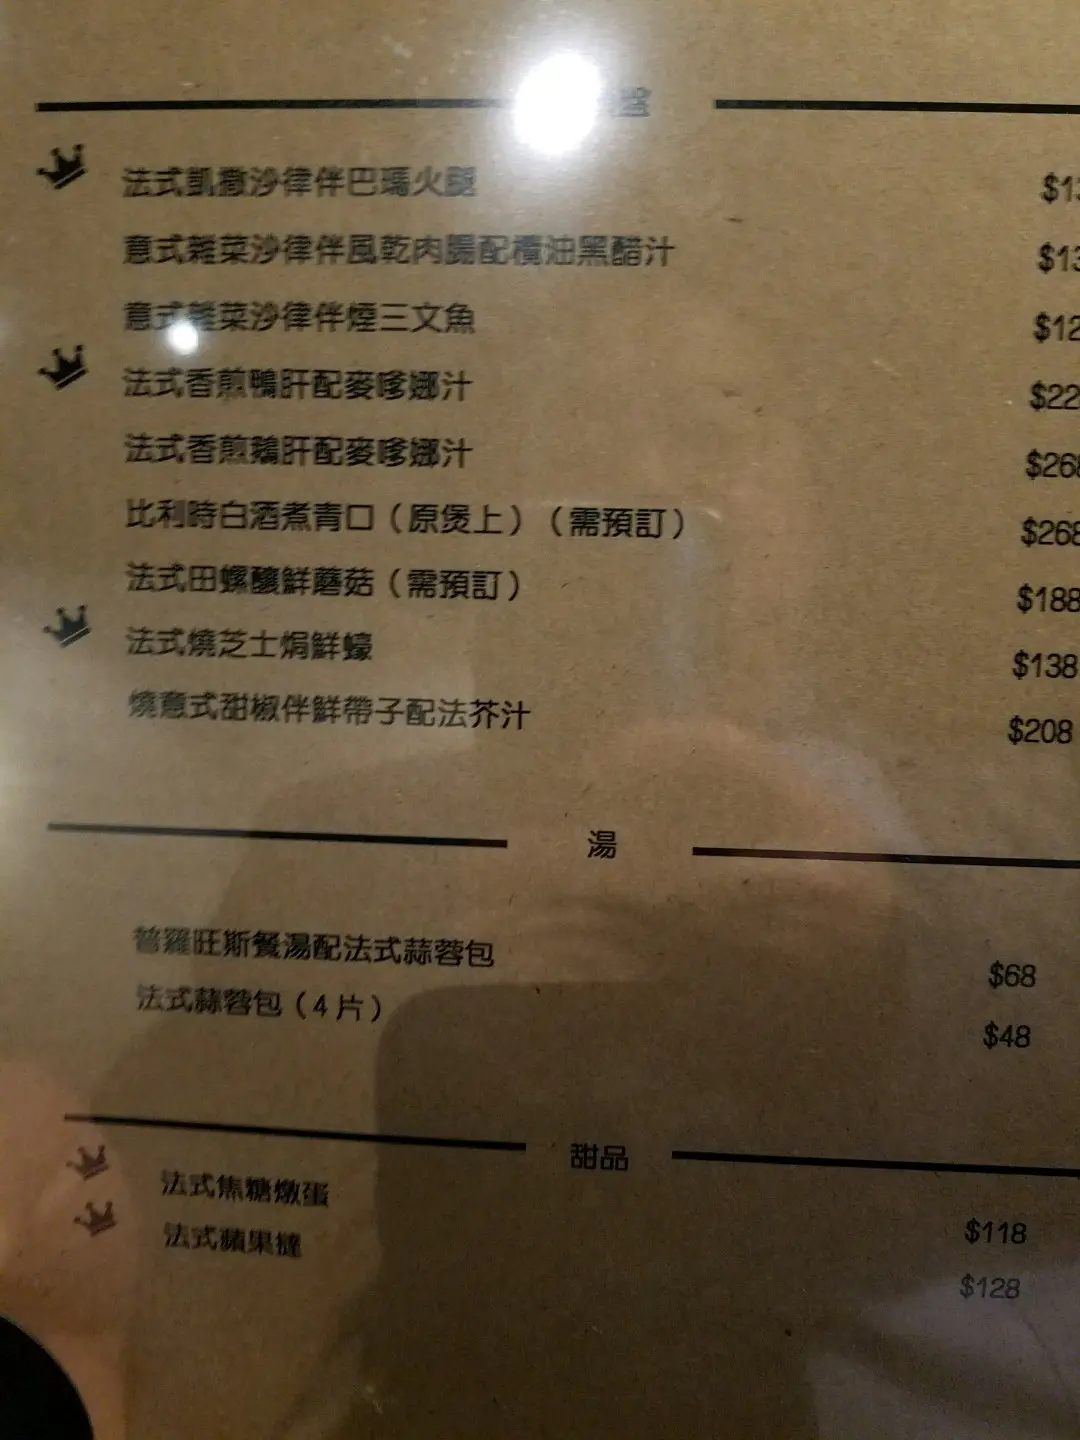 盤
法式凱撒沙律伴巴瑪火腿 $13
意式雜菜沙律伴風乾肉腸配欖油黑醋汁 $13
意式雜菜沙律伴煙三文魚 $12
法式香煎鴨肝配麥嗲娜汁 $22
法式香煎鵝肝配麥嗲娜汁 $268
比利時白酒煮青口（原煲上）（需預訂） $268
法式田螺釀鮮蘑菇（需預訂） $188
法式燒芝士焗鮮蠔 $138
燒意式甜椒伴鮮帶子配法芥汁 $208
湯
普羅旺斯餐湯配法式蒜蓉包 $68
法式蒜蓉包（4片） $48
甜品
法式焦糖燉蛋 $118
法式蘋果撻 $128